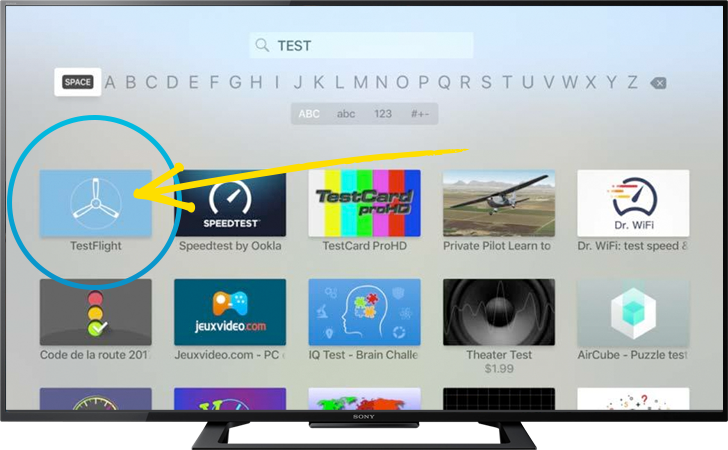 TEST
SPACE A B C D E F G H I J K L M N O P Q R S T U V W X Y Z
ABC abc 123 #+-
SPEEDTEST™
TestCard
proHD
Dr. WiFi
TestFlight
Speedtest by Ookla
TestCard ProHD
Private Pilot Learn to
Dr. WiFi: test speed &
jeuxvideo.com
Code de la route 201
Jeuxvideo.com - PC
IQ Test - Brain Challe
Theater Test
AirCube - Puzzle test
$1.99
SONY